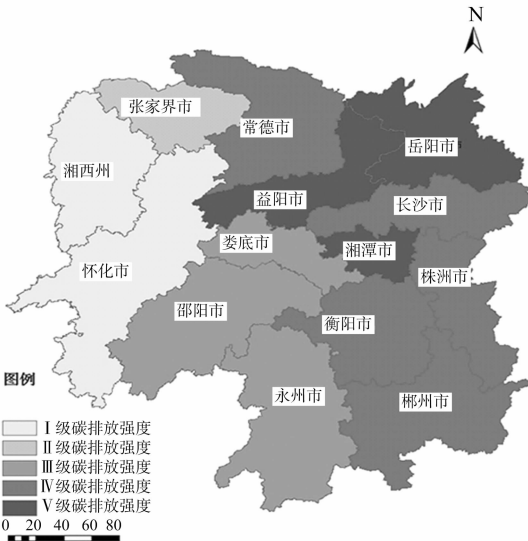 N
张家界市
常德市
岳阳市
湘西州
益阳市
长沙市
娄底市
湘潭市
怀化市
株洲市
邵阳市
衡阳市
永州市
郴州市
图例
Ⅰ级碳排放强度
Ⅱ级碳排放强度
Ⅲ级碳排放强度
Ⅳ级碳排放强度
Ⅴ级碳排放强度
0 20 40 60 80